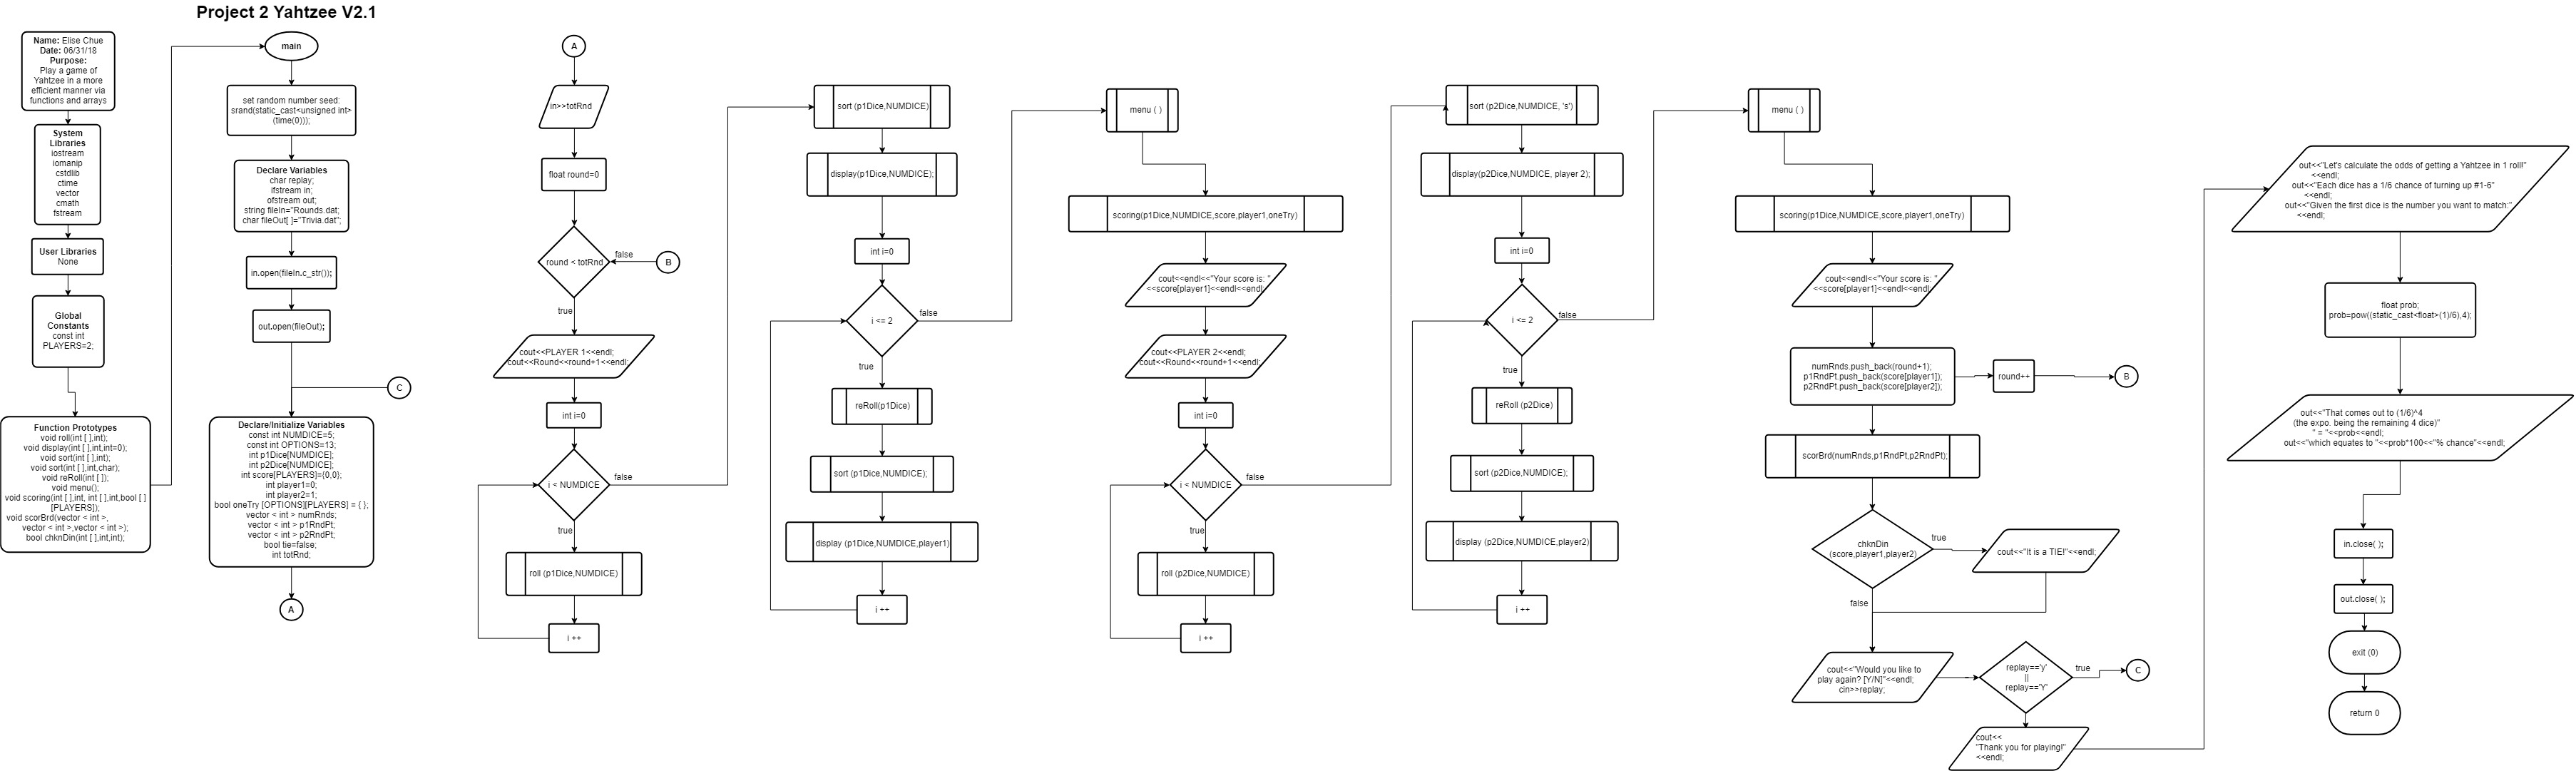 Project 2 Yahtzee V2.1
Name: Elise Chue
Date: 06/31/18
Purpose:
Play a game of
Yahtzee in a more
efficient manner via
functions and arrays
System
Libraries
iostream
iomanip
cstdlib
ctime
vector
cmath
fstream
User Libraries
None
Global
Constants
const int
PLAYERS=2;
Function Prototypes
void roll(int [ ],int);
void display(int [ ],int,int=0);
void sort(int [ ],int);
void sort(int [ ],int,char);
void reRoll(int [ ]);
void menu();
void scoring(int [ ],int, int [ ],int,bool [ ]
[PLAYERS]);
void scorBrd(vector < int >,
vector < int >,vector < int >);
bool chknDin(int [ ],int,int);
main
set random number seed:
srand(static_cast<unsigned int>
(time(0)));
Declare Variables
char replay;
ifstream in;
ofstream out;
string fileIn="Rounds.dat;
char fileOut[ ]="Trivia.dat";
in.open(fileIn.c_str());
out.open(fileOut);
C
Declare/Initialize Variables
const int NUMDICE=5;
const int OPTIONS=13;
int p1Dice[NUMDICE];
int p2Dice[NUMDICE];
int score[PLAYERS]={0,0};
int player1=0;
int player2=1;
bool oneTry [OPTIONS][PLAYERS] = { };
vector < int > numRnds;
vector < int > p1RndPt;
vector < int > p2RndPt;
bool tie=false;
int totRnd;
A
A
in>>totRnd
float round=0
round < totRnd
false
B
true
cout<<PLAYER 1<<endl;
cout<<Round<<round+1<<endl;
int i=0
i < NUMDICE
false
true
roll (p1Dice,NUMDICE)
i ++
sort (p1Dice,NUMDICE)
display(p1Dice,NUMDICE);
int i=0
i <= 2
false
true
reRoll(p1Dice)
sort (p1Dice,NUMDICE);
display (p1Dice,NUMDICE,player1)
i ++
menu ( )
scoring(p1Dice,NUMDICE,score,player1,oneTry)
cout<<endl<<"Your score is: "
<<score[player1]<<endl<<endl;
cout<<PLAYER 2<<endl;
cout<<Round<<round+1<<endl;
int i=0
i < NUMDICE
false
true
roll (p2Dice,NUMDICE)
i ++
sort (p2Dice,NUMDICE, 's')
display(p2Dice,NUMDICE, player 2);
int i=0
i <= 2
false
true
reRoll (p2Dice)
sort (p2Dice,NUMDICE);
display (p2Dice,NUMDICE,player2)
i ++
menu ( )
scoring(p1Dice,NUMDICE,score,player1,oneTry)
cout<<endl<<"Your score is: "
<<score[player1]<<endl<<endl;
numRnds.push_back(round+1);
p1RndPt.push_back(score[player1]);
p2RndPt.push_back(score[player2]);
round++
B
scorBrd(numRnds,p1RndPt,p2RndPt);
chknDin
(score,player1,player2)
true
cout<<"It is a TIE!"<<endl;
false
cout<<"Would you like to
play again? [Y/N]"<<endl;
cin>>replay;
replay=='y'
||
replay=='Y'
true
C
cout<<
"Thank you for playing!"
<<endl;
out<<"Let's calculate the odds of getting a Yahtzee in 1 roll!"
<<endl;
out<<"Each dice has a 1/6 chance of turning up #1-6"
<<endl;
out<<"Given the first dice is the number you want to match:"
<<endl;
float prob;
prob=pow((static_cast<float>(1)/6),4);
out<<"That comes out to (1/6)^4
(the expo. being the remaining 4 dice)"
" = "<<prob<<endl;
out<<"which equates to "<<prob*100<<"% chance"<<endl;
in.close( );
out.close( );
exit (0)
return 0